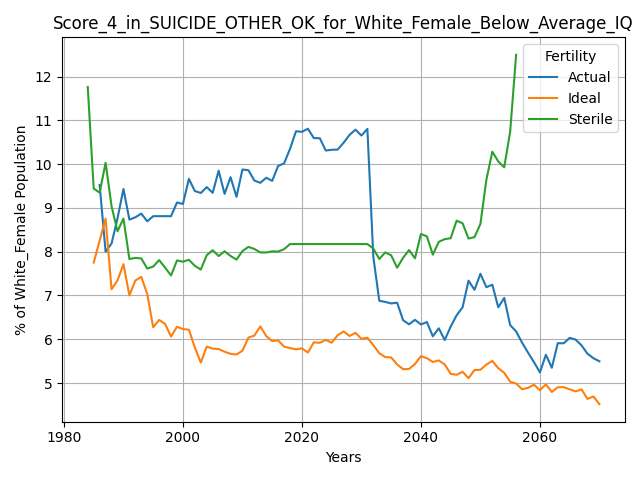 Score_4_in_SUICIDE_OTHER_OK_for_White_Female_Below_Average_IQ
% of White_Female Population
12
11
10
9
8
7
6
5
Fertility
Actual
Ideal
Sterile
1980
2000
2020
2040
2060
Years